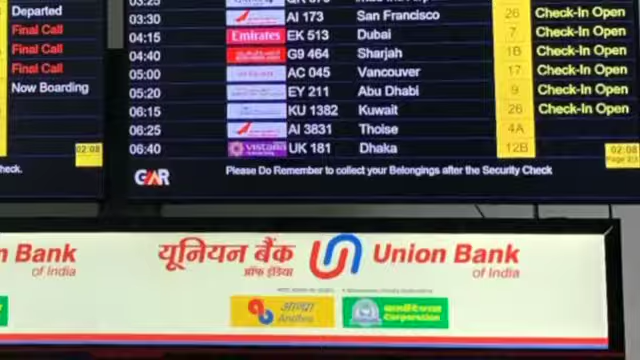 Departed
Final Call
Final Call
Final Call
Now Boarding
02:08
03:30 AI 173 San Francisco 26 Check-In Open
04:15 Emirates EK 513 Dubai 7 Check-In Open
04:40 G9 464 Sharjah 1B Check-In Open
05:00 AC 045 Vancouver 17 Check-In Open
05:20 EY 211 Abu Dhabi 9 Check-In Open
06:15 KU 1382 Kuwait 26 Check-In Open
06:25 AI 3831 Thoise 4A
06:40 vistara UK 181 Dhaka 12B
02:08
GMR Please Do Remember to collect your Belongings after the Security Check
heck.
n Bank
of India
यूनियन बैंक
ऑफ इंडिया
Union Bank
of India
आन्ध्रा
Andhra
कार्पोरेशन
Corporation